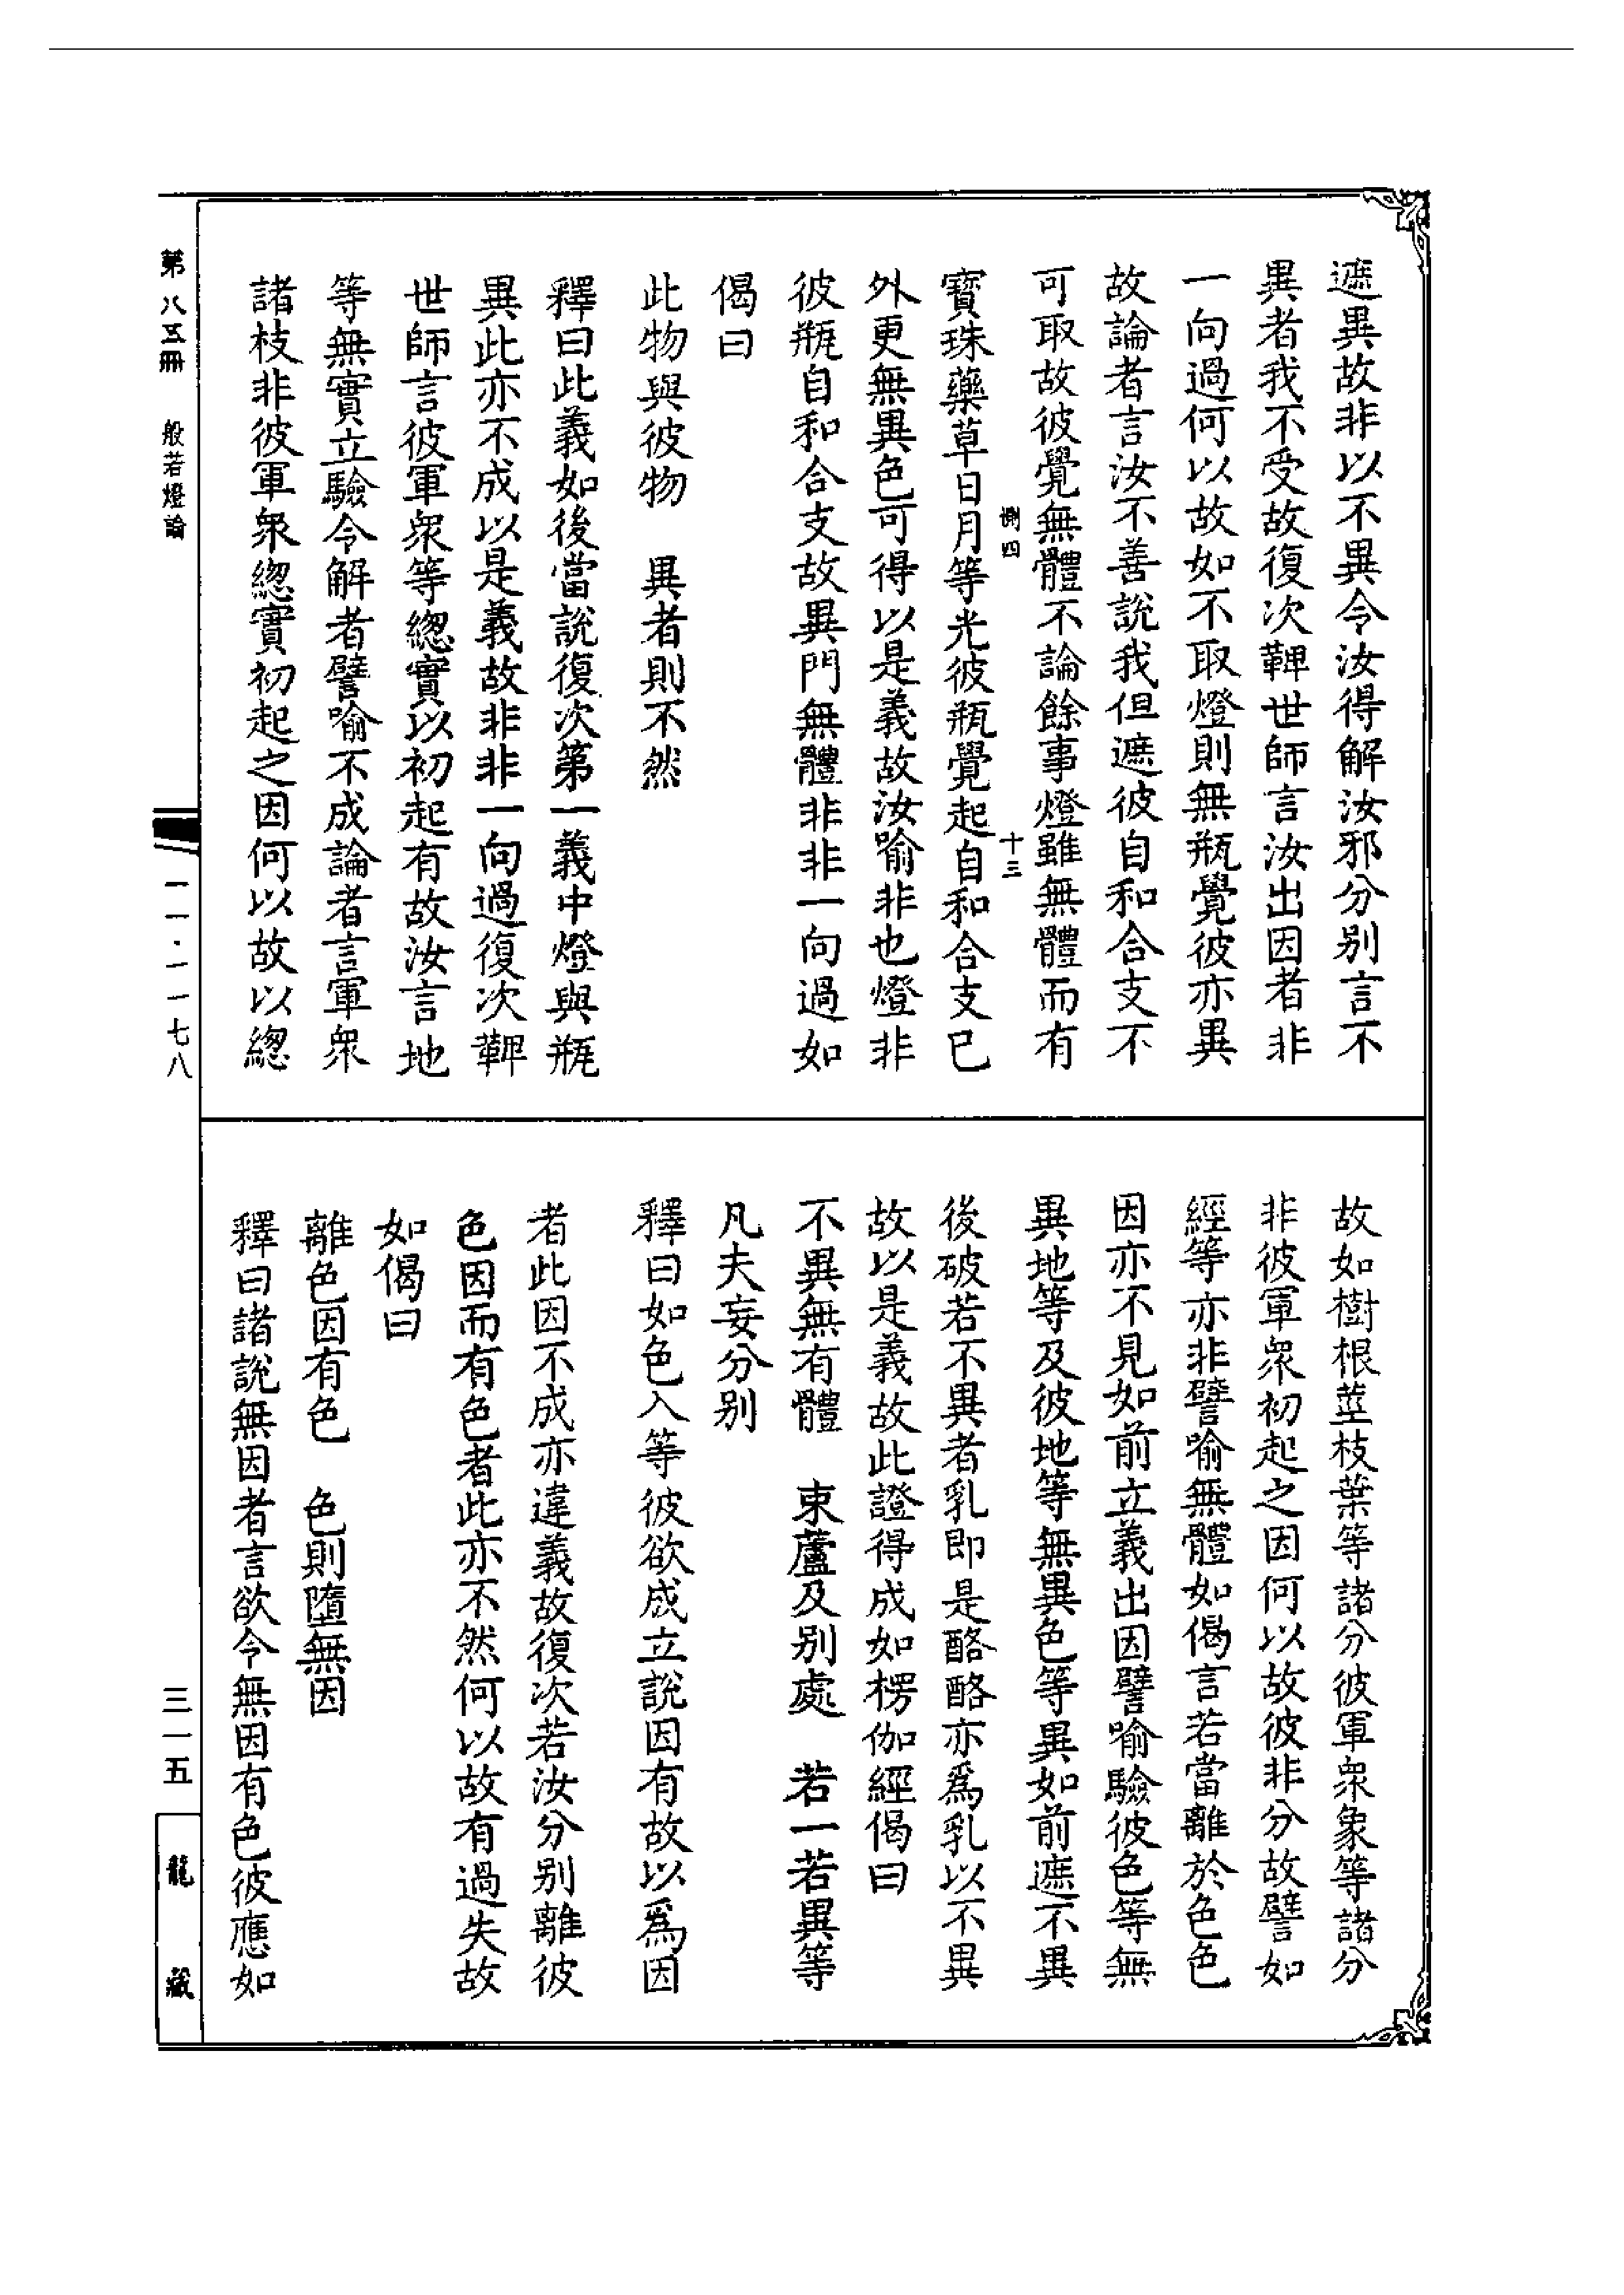 遮異故非以不異令汝得解汝邪分別言不
異者我不受故復次鞞世師言汝出因者非
一向過何以故如不取燈則無瓶覺彼亦異
故論者言汝不善說我但遮彼自和合支不
可取故彼覺無體不論餘事燈雖無體而有
惻四 十三
寶珠藥草日月等光彼瓶覺起自和合支已
外更無異色可得以是義故汝喻非也燈非
彼瓶自和合支故異門無體非非一向過如
偈曰
此物與彼物 異者則不然
釋曰此義如後當說復次第一義中燈與瓶
異此亦不成以是義故非非一向過復次鞞
世師言彼軍衆等緫實以初起有故汝言地
等無實立驗令解者譬喻不成論者言軍衆
諸枝非彼軍衆緫實初起之因何以故以緫
故如樹根莖枝葉等諸分彼軍衆象等諸分
非彼軍衆初起之因何以故彼非分故譬如
經等亦非譬喻無體如偈言若當離於色色
因亦不見如前立義出因譬喻驗彼色等無
異地等及彼地等無異色等異如前遮不異
後破若不異者乳即是酪酪亦爲乳以不異
故以是義故此證得成如楞伽經偈曰
不異無有體 東蘆及別處 若一若異等
凡夫妄分別
釋曰如色入等彼欲成立說因有故以爲因
者此因不成亦違義故復次若汝分別離彼
色因而有色者此亦不然何以故有過失故
如偈曰
離色因有色 色則墮無因
釋曰諸說無因者言欲令無因有色彼應如
第八五冊 般若燈論 一一·一一七八 三一五 龍藏